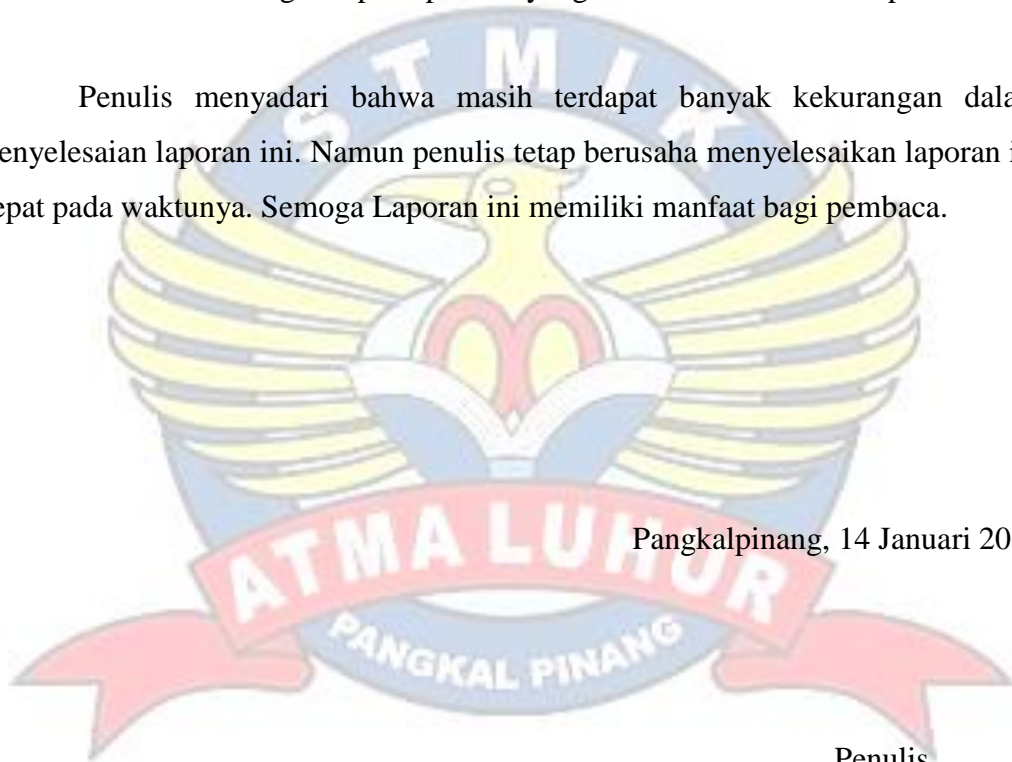 Penulis menyadari bahwa masih terdapat banyak kekurangan dala
enyelesaian laporan ini. Namun penulis tetap berusaha menyelesaikan laporan i
epat pada waktunya. Semoga Laporan ini memiliki manfaat bagi pembaca.
STMIK
ATMA LUHUR
Pangkalpinang, 14 Januari 20
PANGKAL PINANG
Penulis